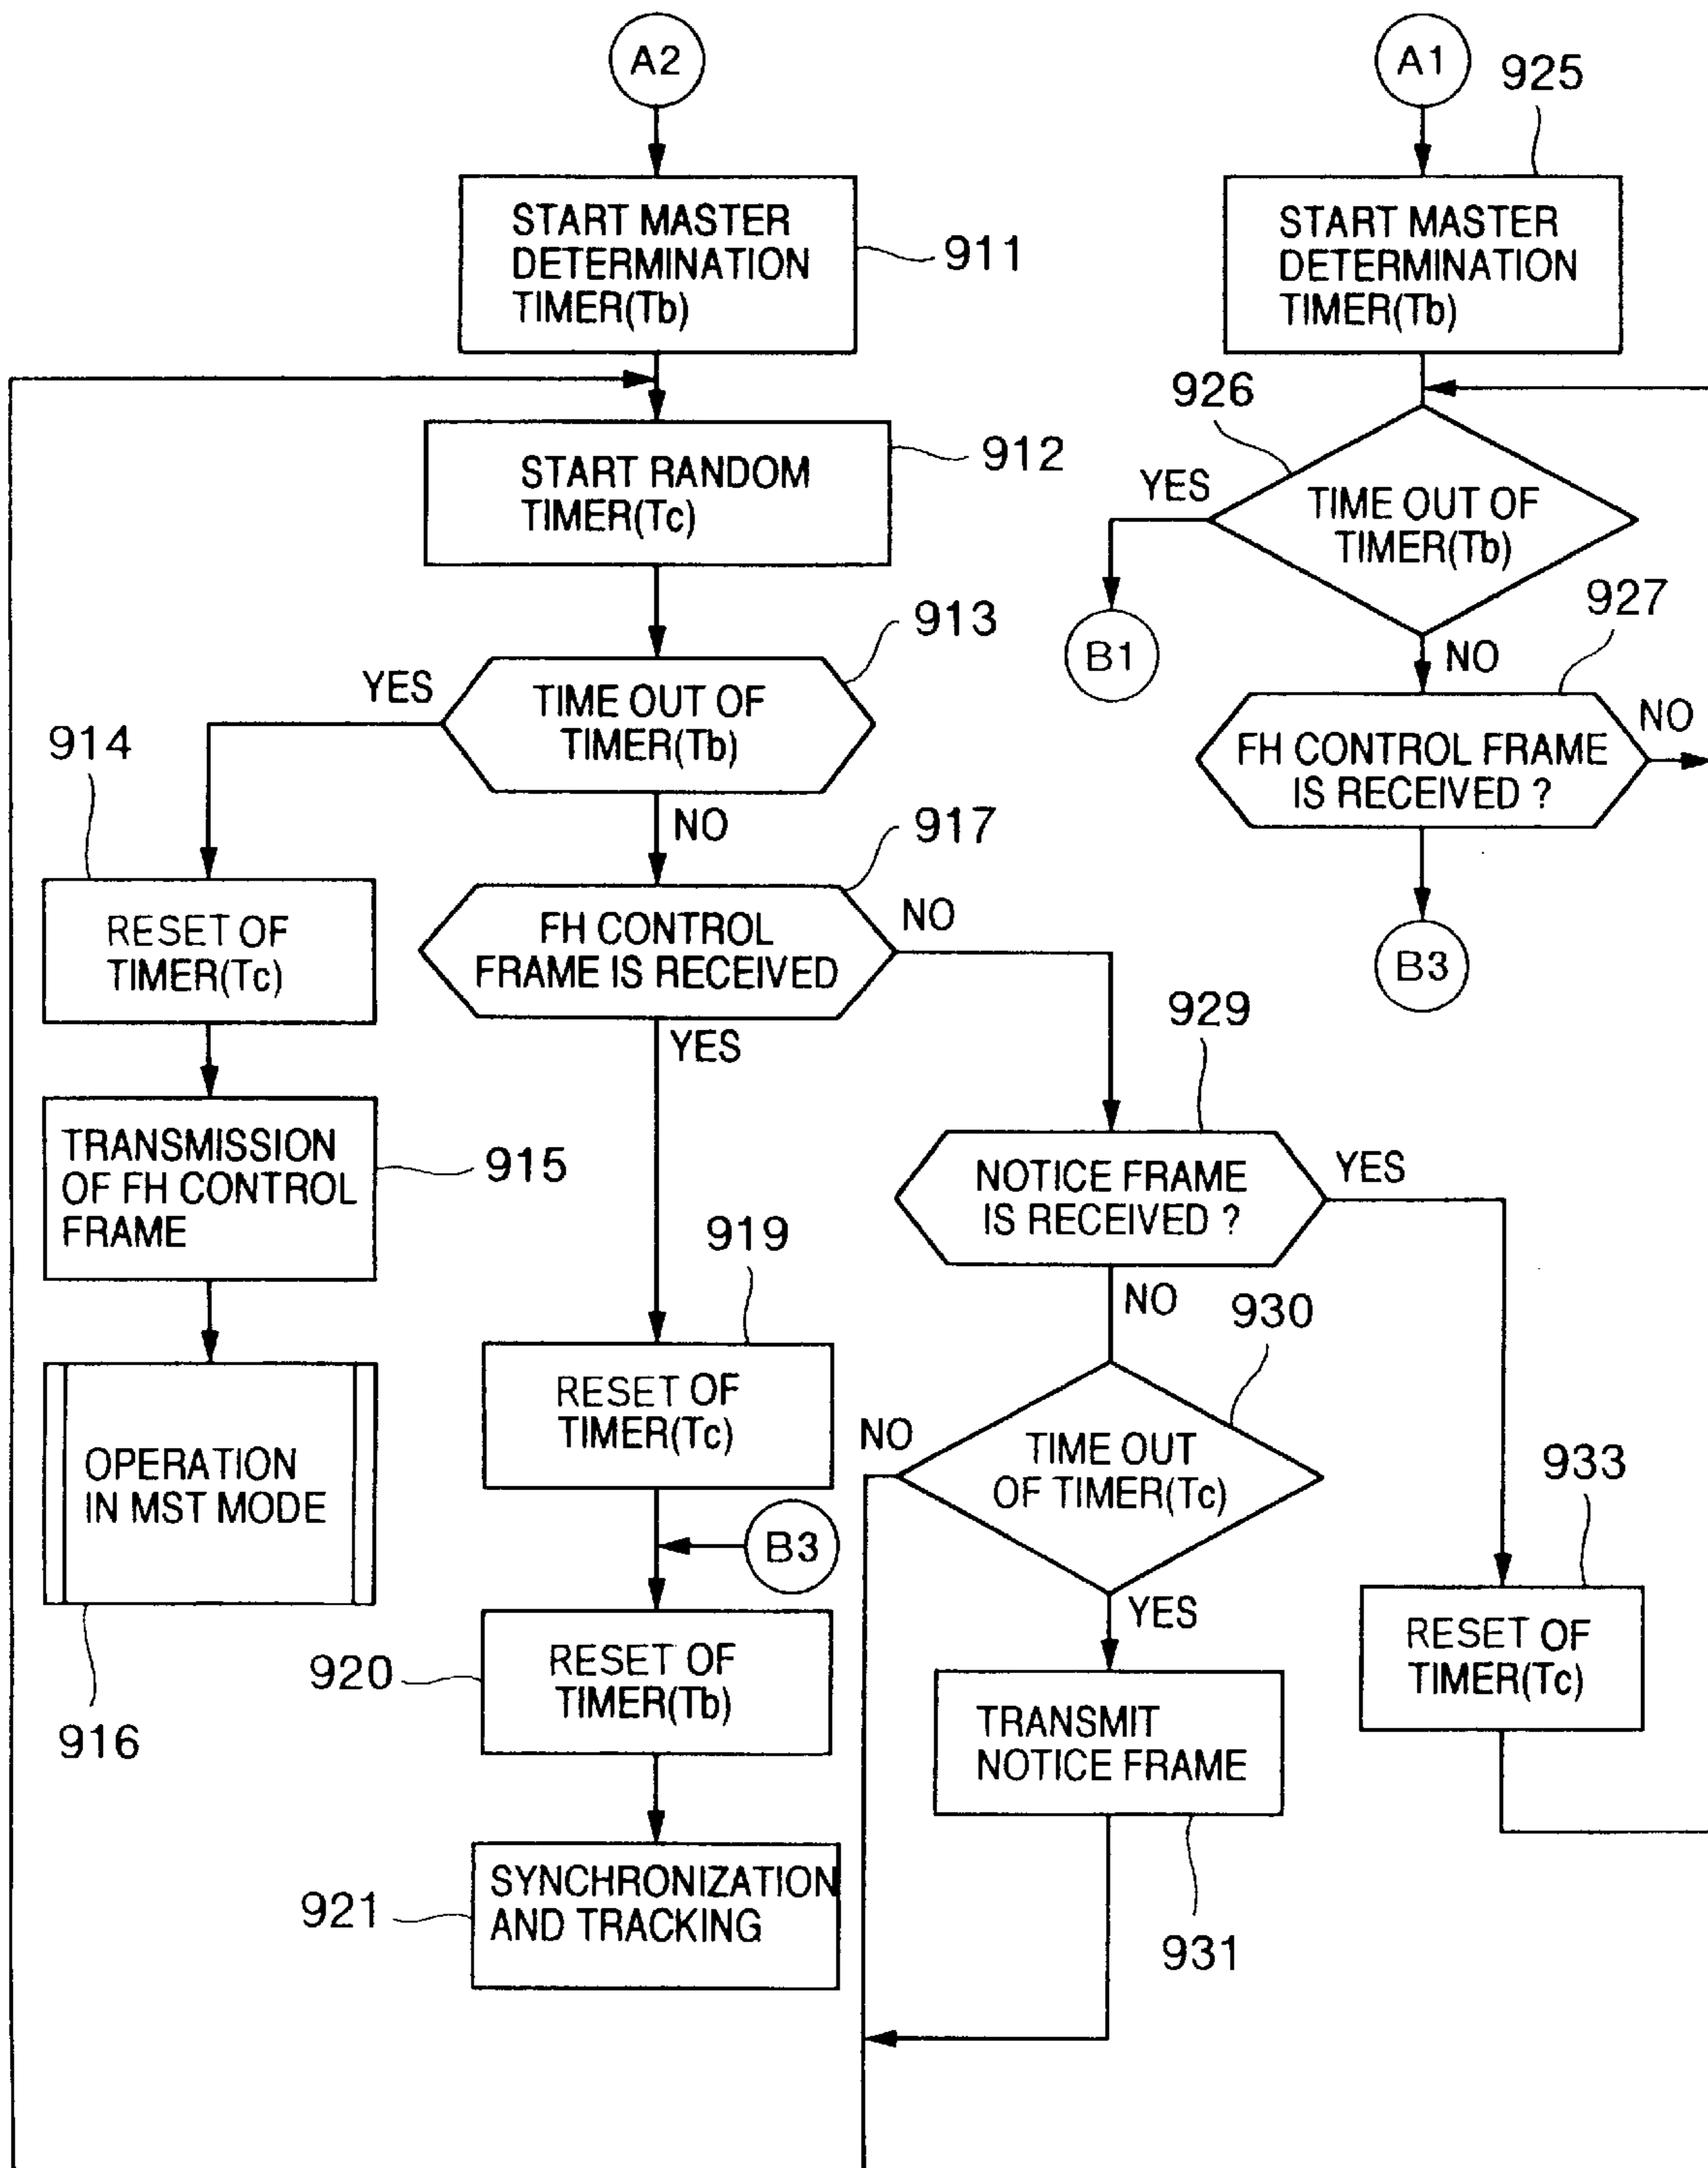 A2
START MASTER
DETERMINATION
TIMER(Tb)
911
START RANDOM
TIMER(Tc)
912
913
YES
TIME OUT OF
TIMER(Tb)
NO
914
RESET OF
TIMER(Tc)
TRANSMISSION
OF FH CONTROL
FRAME
915
OPERATION
IN MST MODE
916
917
FH CONTROL
FRAME IS RECEIVED
NO
YES
919
RESET OF
TIMER(Tc)
B3
920
RESET OF
TIMER(Tb)
921
SYNCHRONIZATION
AND TRACKING
929
NOTICE FRAME
IS RECEIVED ?
YES
NO
930
NO
TIME OUT
OF TIMER(Tc)
YES
TRANSMIT
NOTICE FRAME
931
933
RESET OF
TIMER(Tc)
A1
925
START MASTER
DETERMINATION
TIMER(Tb)
926
YES
TIME OUT OF
TIMER(Tb)
B1
NO
927
FH CONTROL FRAME
IS RECEIVED ?
NO
B3